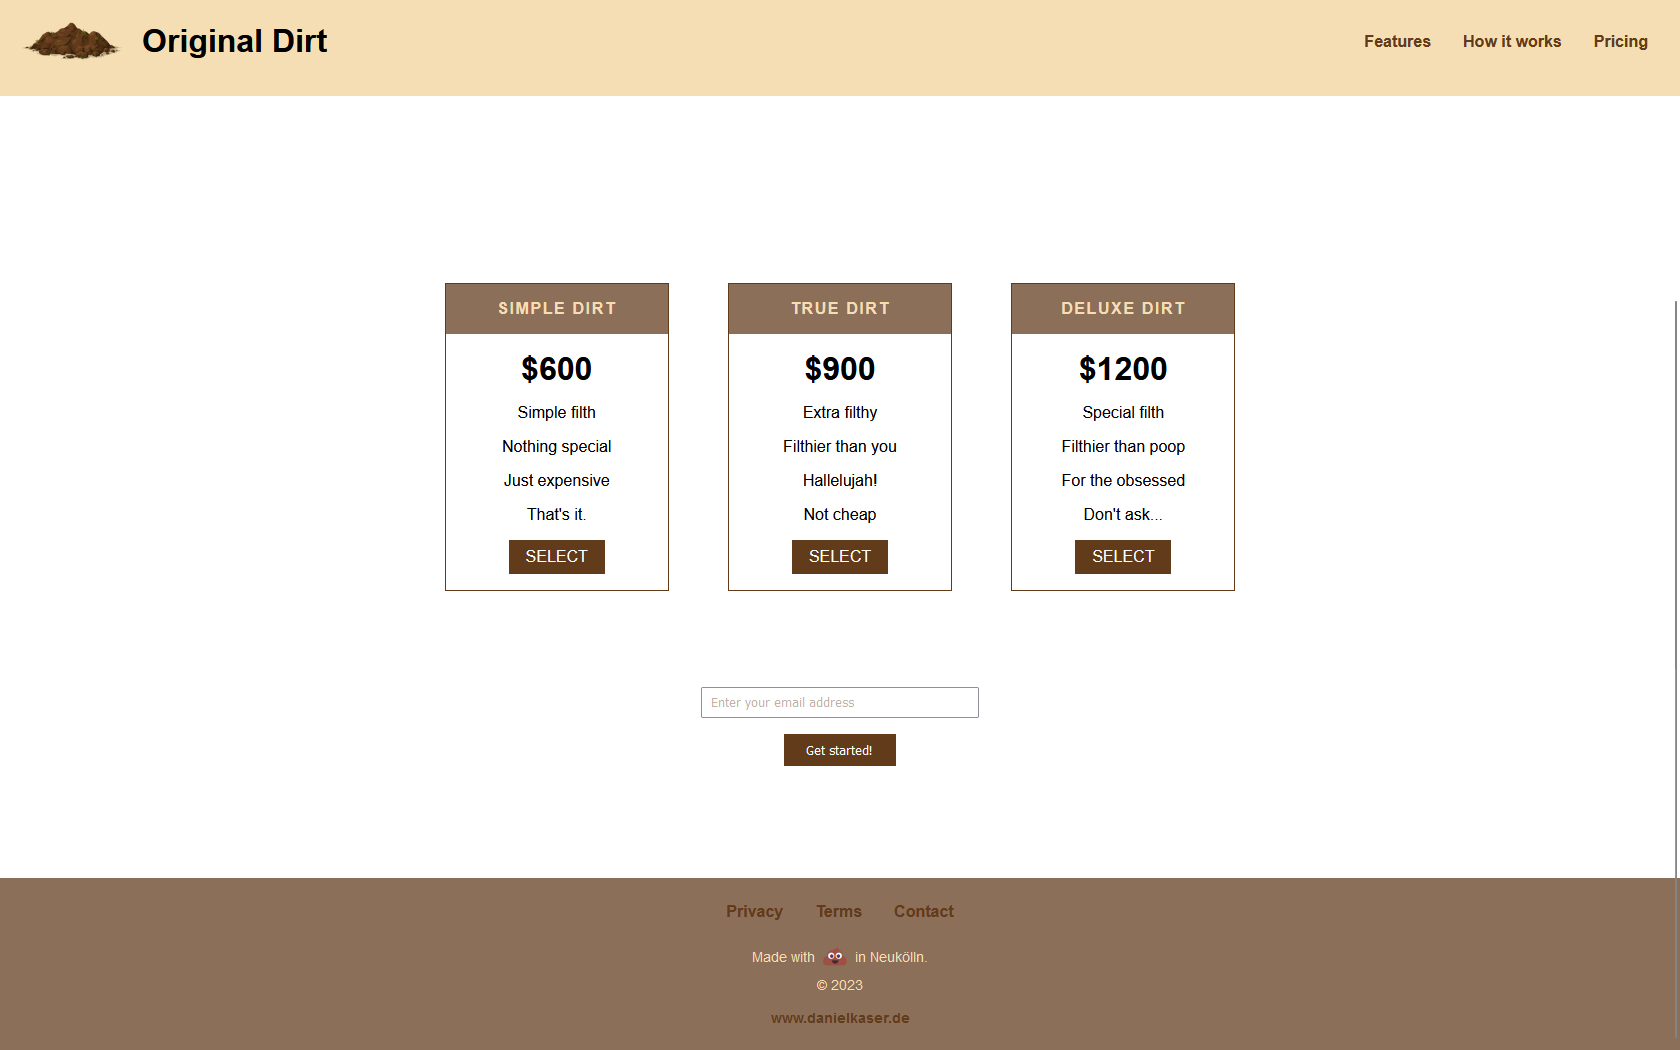 Original Dirt
Features
How it works
Pricing
SIMPLE DIRT
$600
Simple filth
Nothing special
Just expensive
That's it.
SELECT
TRUE DIRT
$900
Extra filthy
Filthier than you
Hallelujah!
Not cheap
SELECT
DELUXE DIRT
$1200
Special filth
Filthier than poop
For the obsessed
Don't ask...
SELECT
Enter your email address
Get started!
Privacy
Terms
Contact
Made with in Neukölln.
© 2023
www.danielkaser.de